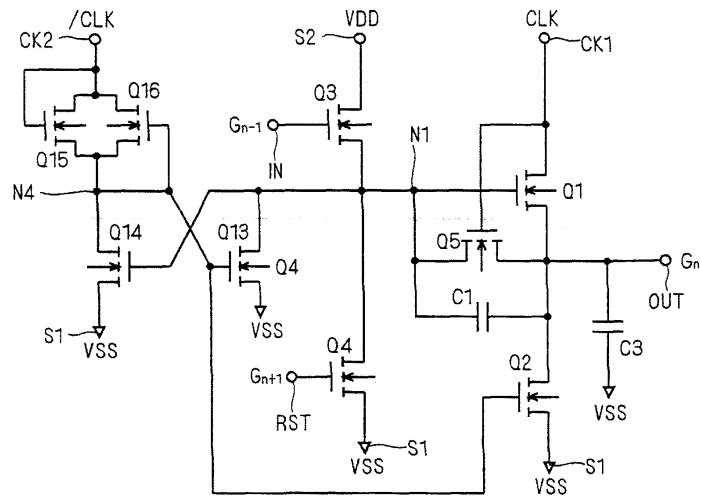 /CLK
CK2
VDD
S2
CLK
CK1
Q16
Q3
Gn-1
IN
N1
Q15
Q1
N4
Q14
Q13
Q4
Q5
Gn
OUT
C1
VSS
S1
VSS
Q4
Gn+1
RST
Q2
C3
VSS
S1
VSS
S1
VSS